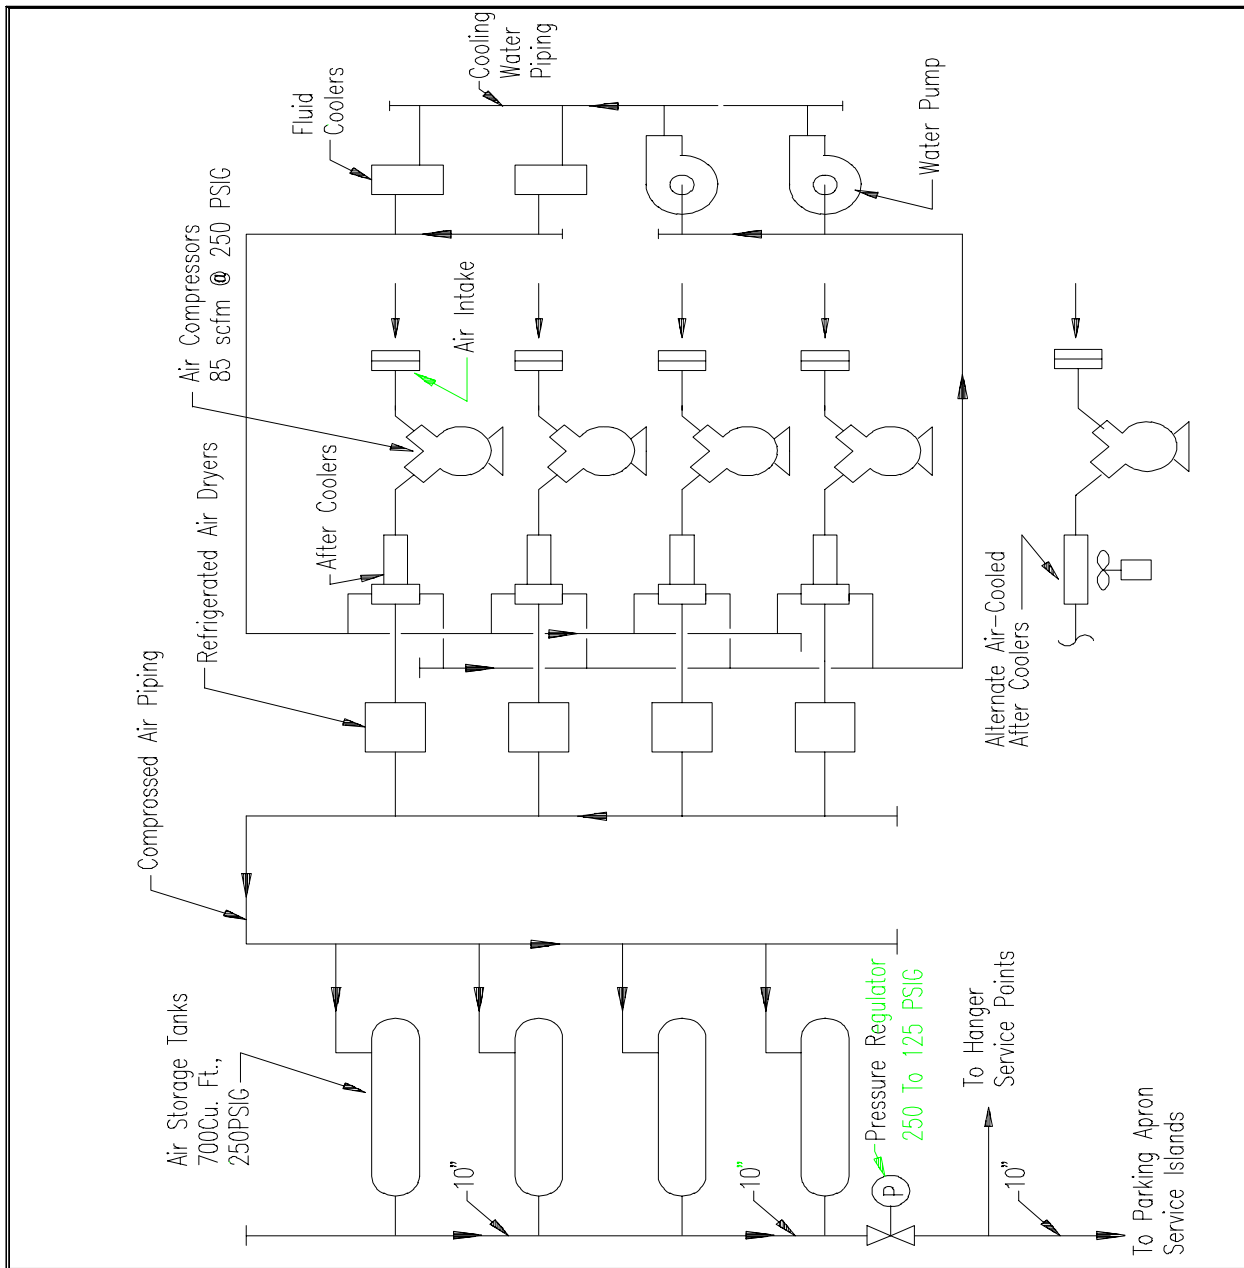 Cooling
Water
Piping
Fluid
Coolers
Water Pump
Air Compressors
85 scfm @ 250 PSIG
Air Intake
Refrigerated Air Dryers
After Coolers
Comprossed Air Piping
Alternate Air-Cooled
After Coolers
Air Storage Tanks
700Cu. Ft.,
250PSIG
10"
10"
P
Pressure Regulator
250 To 125 PSIG
To Hanger
Service Points
10"
To Parking Apron
Service Islands